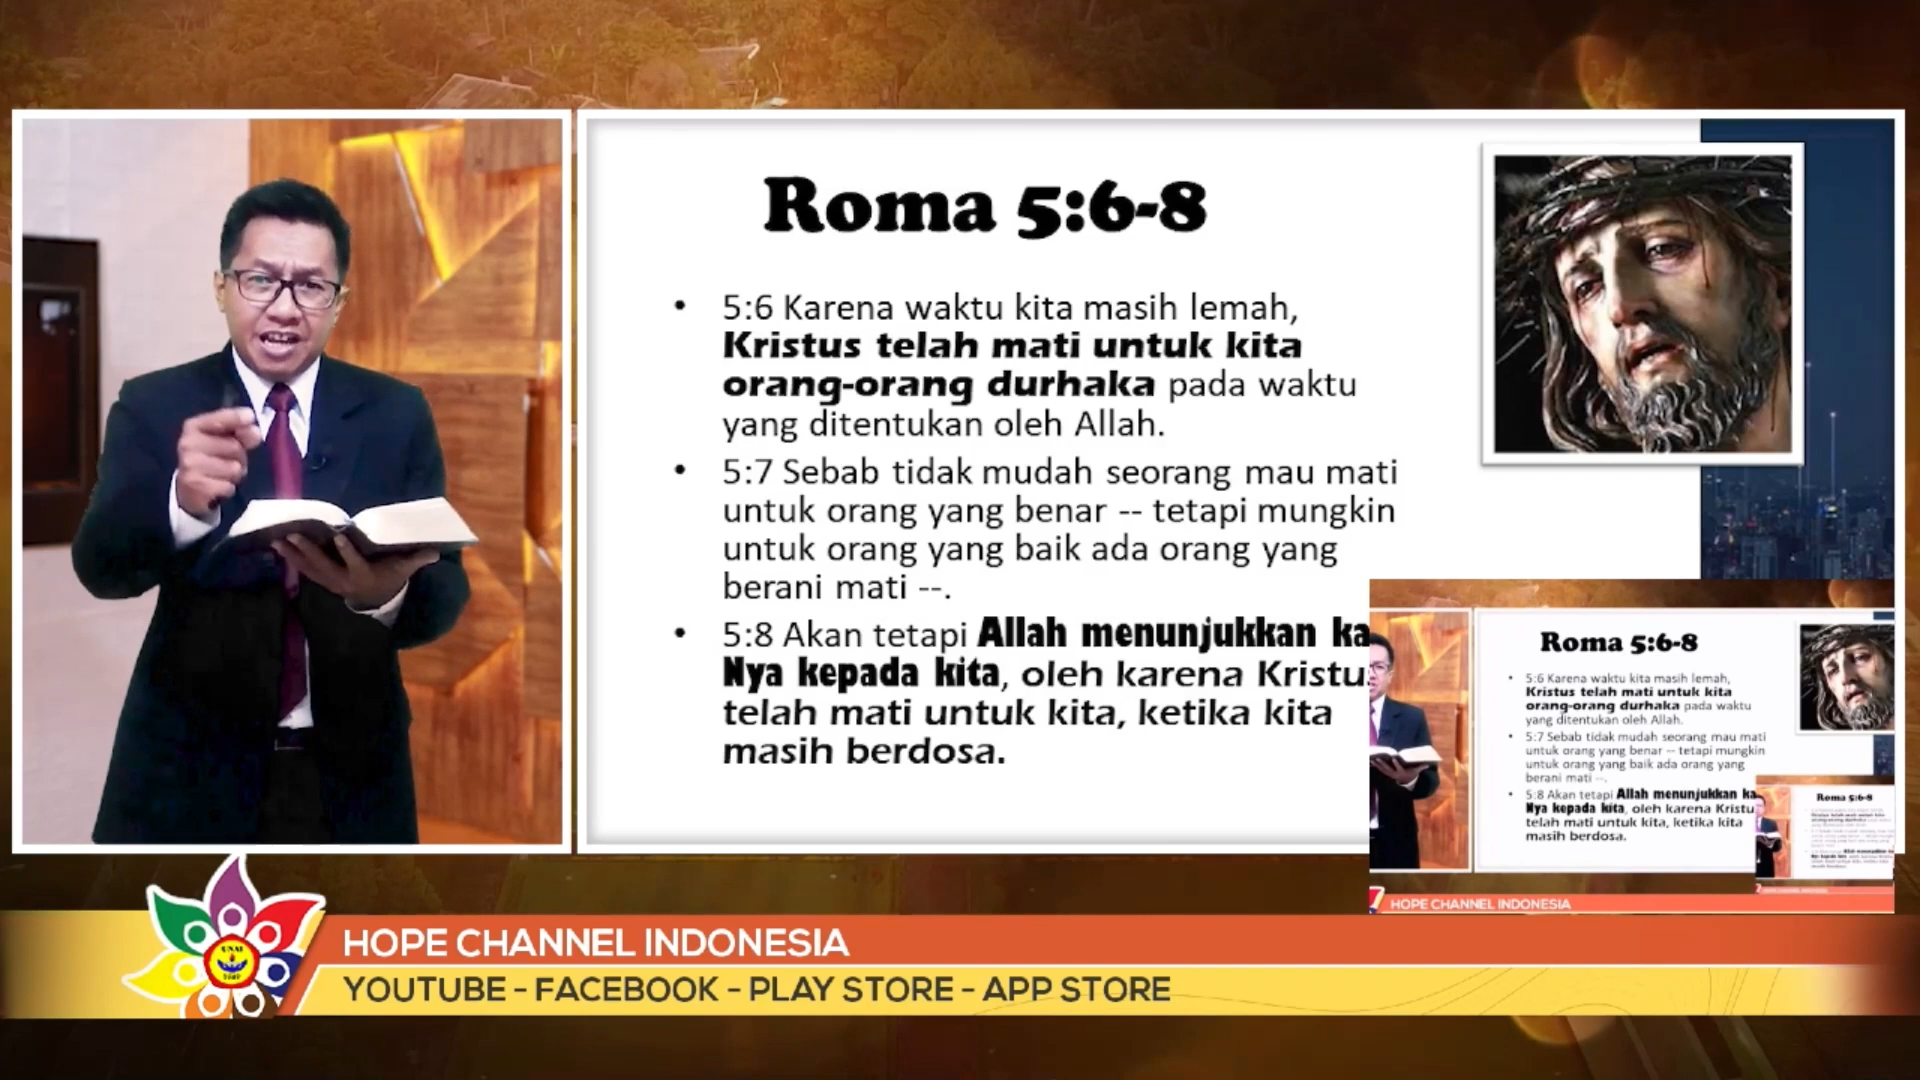 Roma 5:6-8
• 5:6 Karena waktu kita masih lemah,
Kristus telah mati untuk kita
orang-orang durhaka pada waktu
yang ditentukan oleh Allah.
• 5:7 Sebab tidak mudah seorang mau mati
untuk orang yang benar -- tetapi mungkin
untuk orang yang baik ada orang yang
berani mati --.
• 5:8 Akan tetapi Allah menunjukkan ka
Nya kepada kita, oleh karena Kristu
telah mati untuk kita, ketika kita
masih berdosa.
Roma 5:6-8
• 5:6 Karena waktu kita masih lemah,
Kristus telah mati untuk kita
orang-orang durhaka pada waktu
yang ditentukan oleh Allah.
• 5:7 Sebab tidak mudah seorang mau mati
untuk orang yang benar -- tetapi mungkin
untuk orang yang baik ada orang yang
berani mati --.
• 5:8 Akan tetapi Allah menunjukkan ka
Nya kepada kita, oleh karena Kristu
telah mati untuk kita, ketika kita
masih berdosa.
Roma 5:6-8
HOPE CHANNEL INDONESIA
UNAI
HOPE CHANNEL INDONESIA
YOUTUBE - FACEBOOK - PLAY STORE - APP STORE